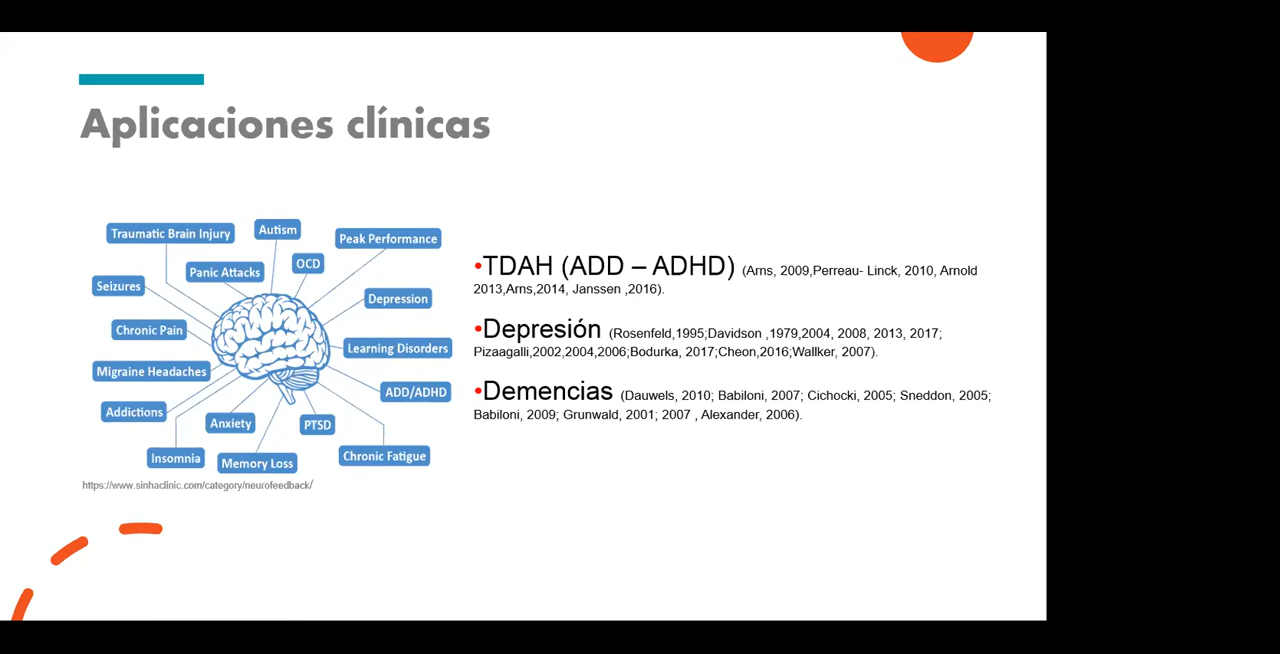 Aplicaciones clínicas
Traumatic Brain Injury
Autism
Peak Performance
Panic Attacks
OCD
Seizures
Depression
Chronic Pain
Learning Disorders
Migraine Headaches
ADD/ADHD
Addictions
Anxiety
PTSD
Insomnia
Memory Loss
Chronic Fatigue
https://www.sinhaclinic.com/category/neurofeedback/
•TDAH (ADD – ADHD) (Arns, 2009,Perreau- Linck, 2010, Arnold
2013,Arns,2014, Janssen ,2016).
•Depresión (Rosenfeld,1995;Davidson ,1979,2004, 2008, 2013, 2017;
Pizaagalli,2002,2004,2006;Bodurka, 2017;Cheon,2016;Wallker, 2007).
•Demencias (Dauwels, 2010; Babiloni, 2007; Cichocki, 2005; Sneddon, 2005;
Babiloni, 2009; Grunwald, 2001; 2007 , Alexander, 2006).